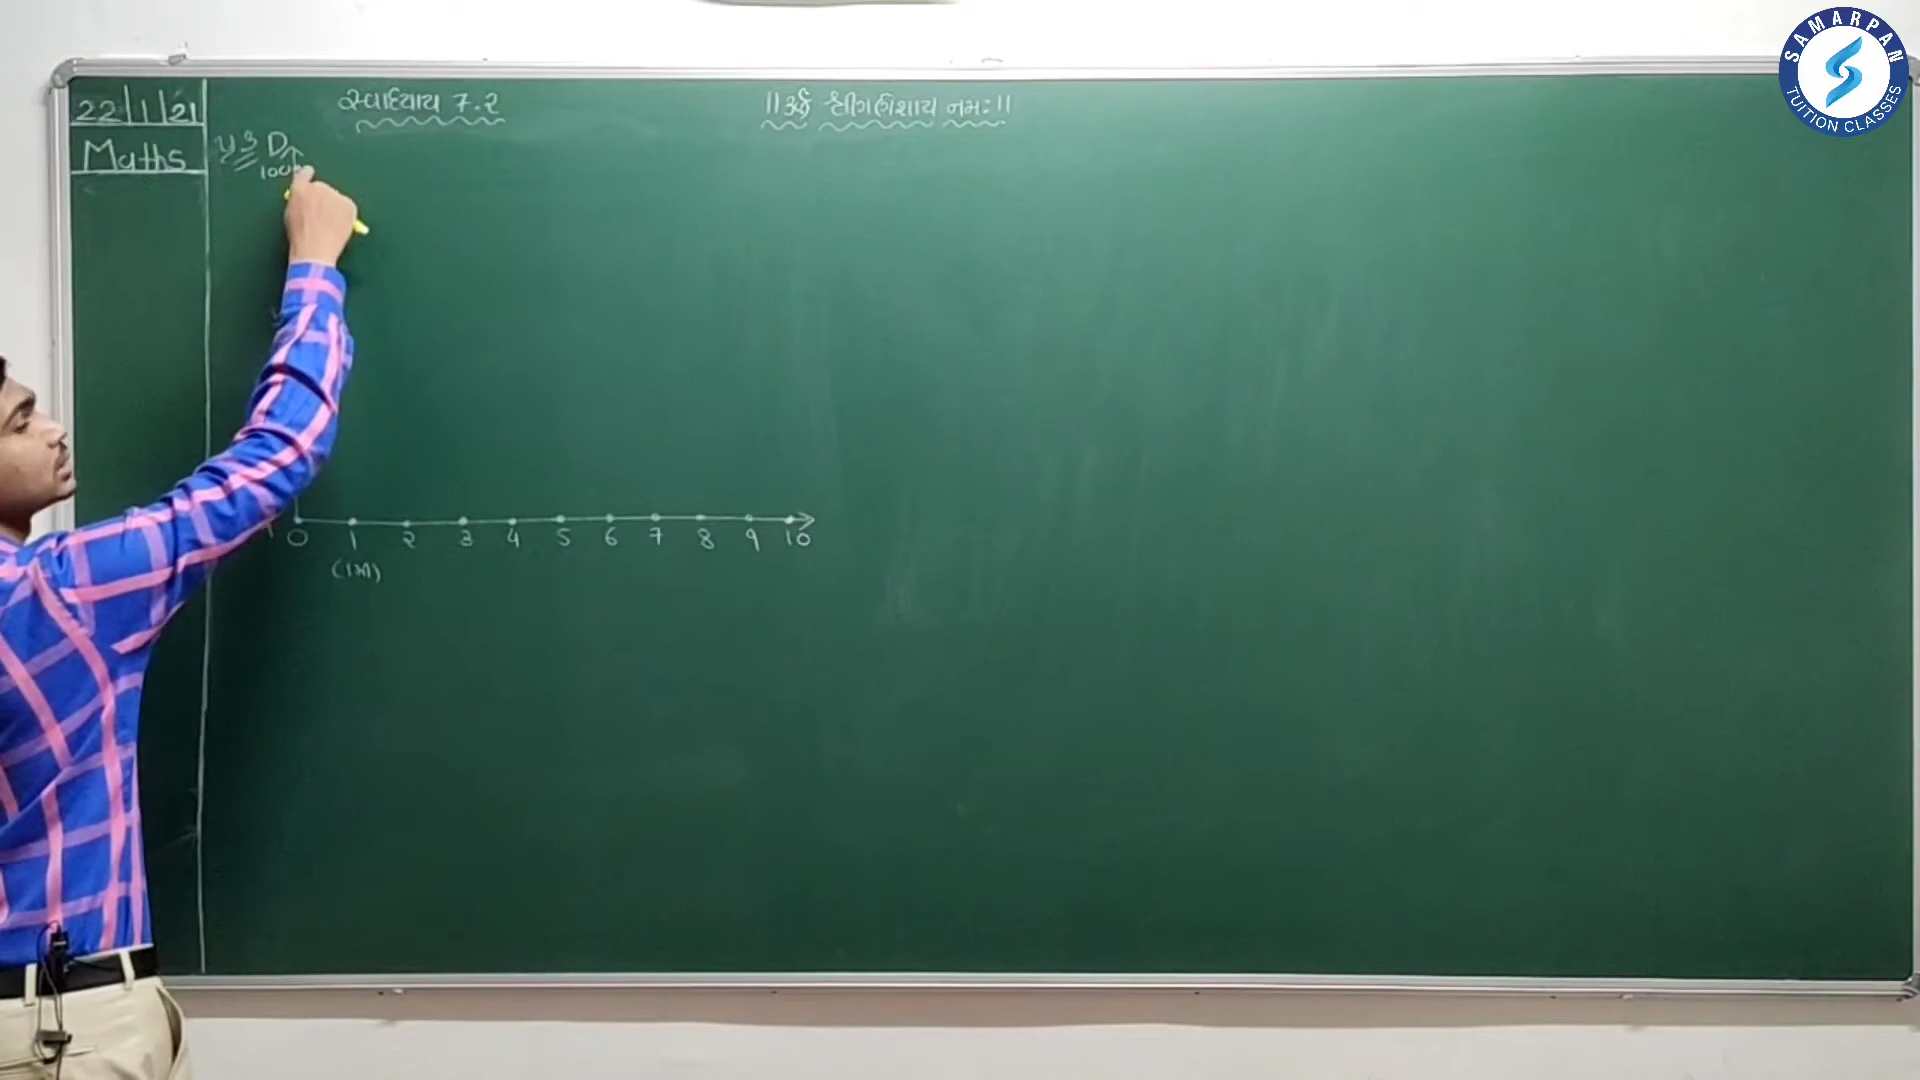 22/1/21
Maths
સ્વાધ્યાય 7.2
॥ૐ શ્રી ગણેશાય નમઃ॥
D
0 1 2 3 4 5 6 7 8 9 10
SAMARPAN
TUITION CLASSES